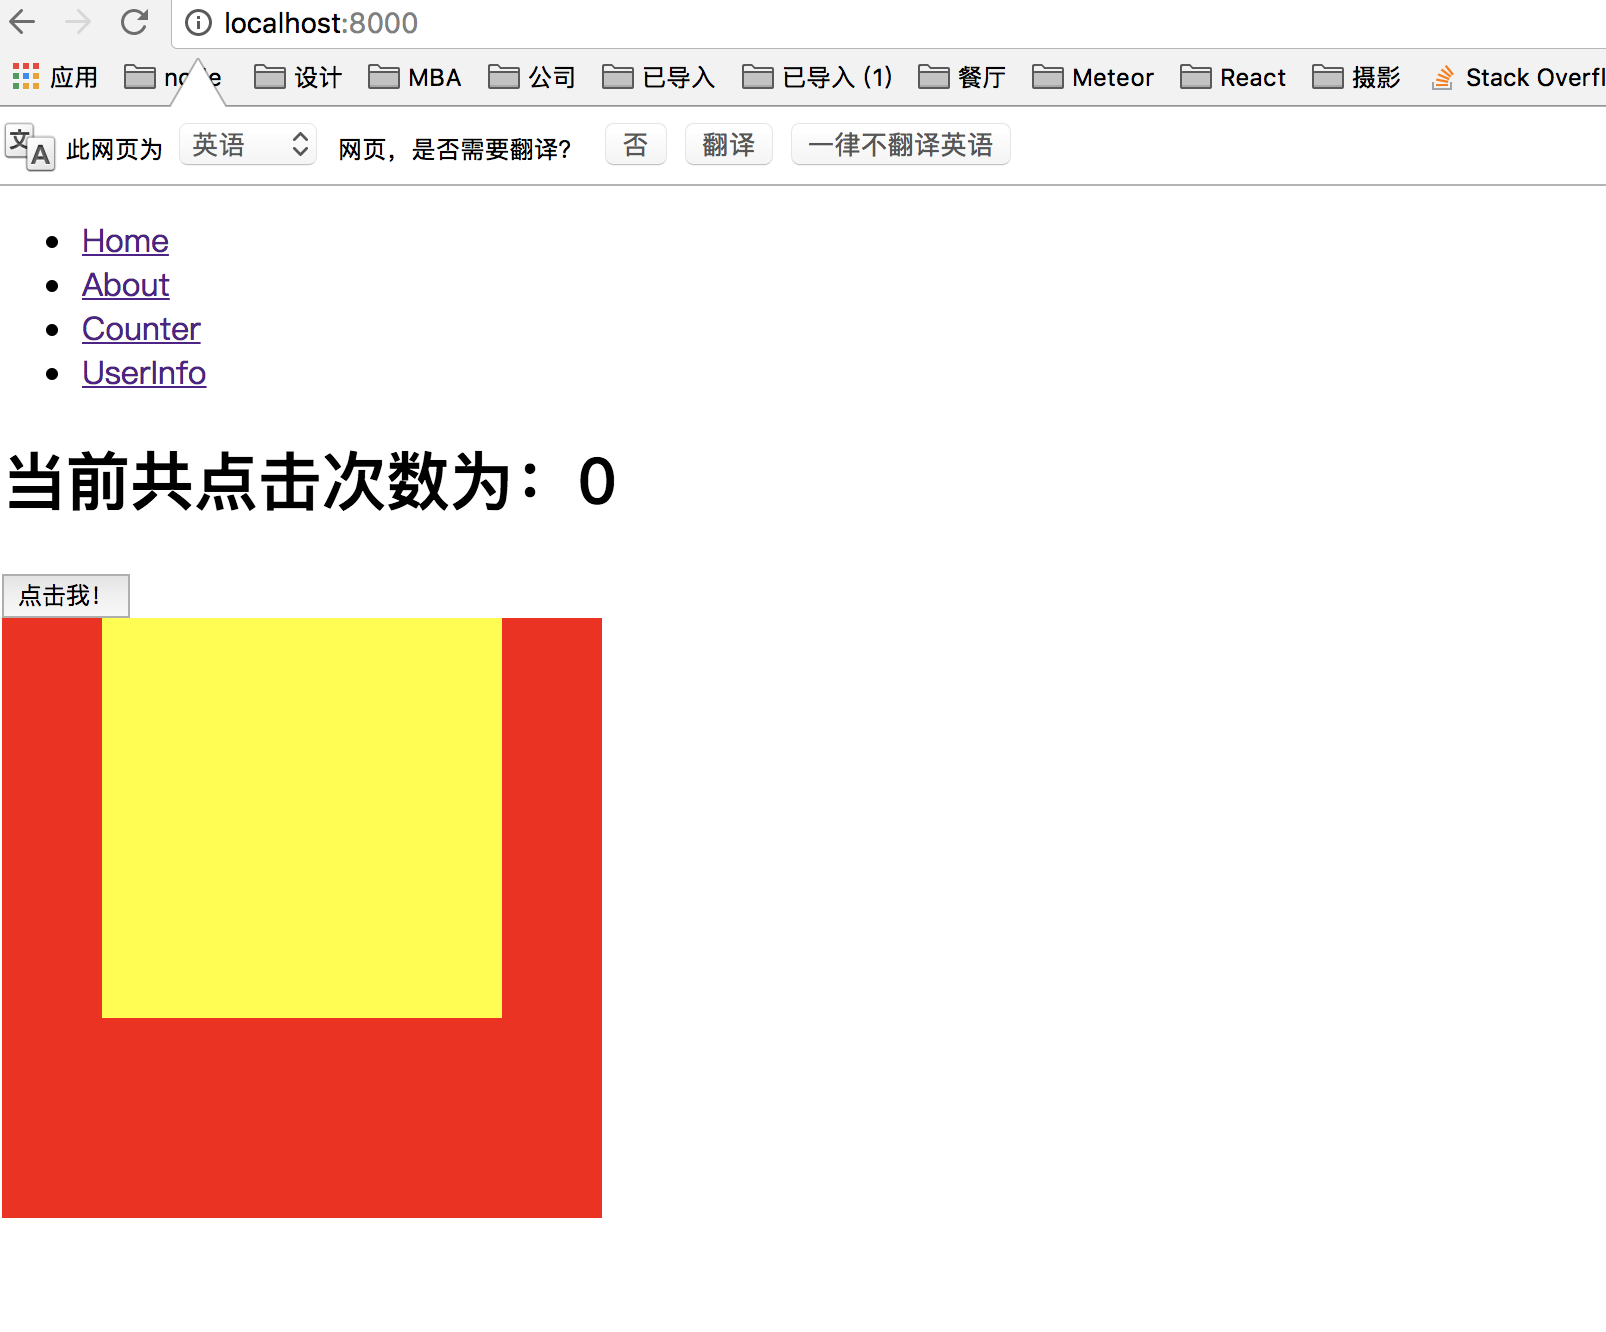 localhost:8000
应用 设计 MBA 公司 已导入 已导入 (1) 餐厅 Meteor React 摄影 Stack Overfl
文A 此网页为 英语 网页，是否需要翻译？ 否 翻译 一律不翻译英语
Home
About
Counter
UserInfo
当前共点击次数为：0
点击我！